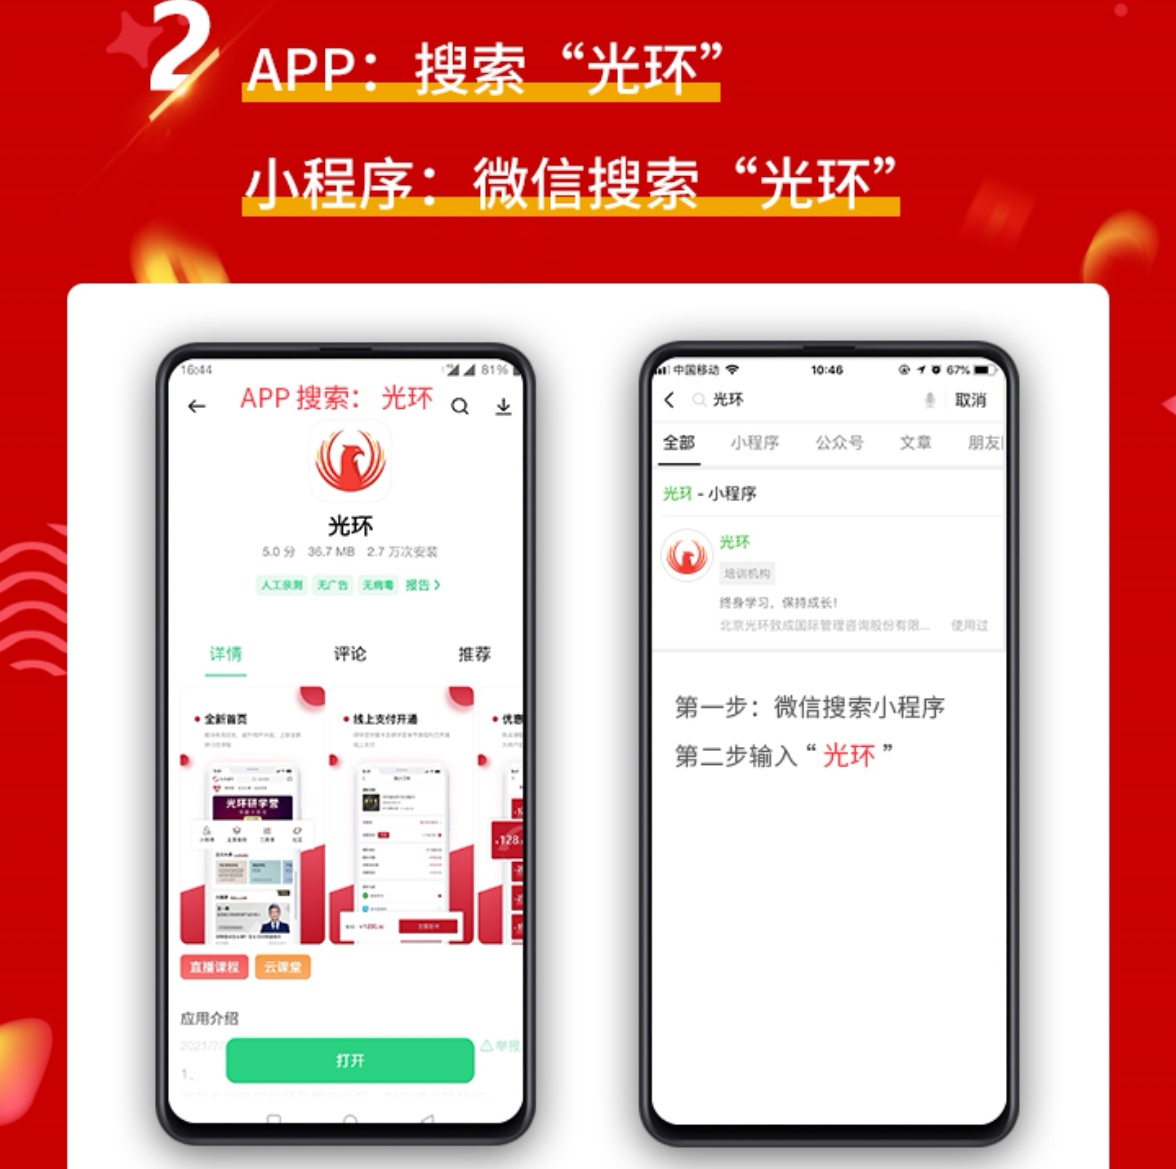 2
APP：搜索“光环”
小程序：微信搜索“光环”
16:44
81%
APP 搜索： 光环
光环
5.0 分 36.7 MB 2.7 万次安装
人工亲测 无广告 无病毒 报告
详情 评论 推荐
全新首页
线上支付开通
优惠
光环研学营
128
直播课程 云课堂
应用介绍
2021/7/
举报
打开
1、
中国移动 10:46 67%
光环 取消
全部 小程序 公众号 文章 朋友
光环 - 小程序
光环
培训机构
终身学习，保持成长！
北京光环致成国际管理咨询股份有限... 使用过
第一步：微信搜索小程序
第二步输入“ 光环 ”